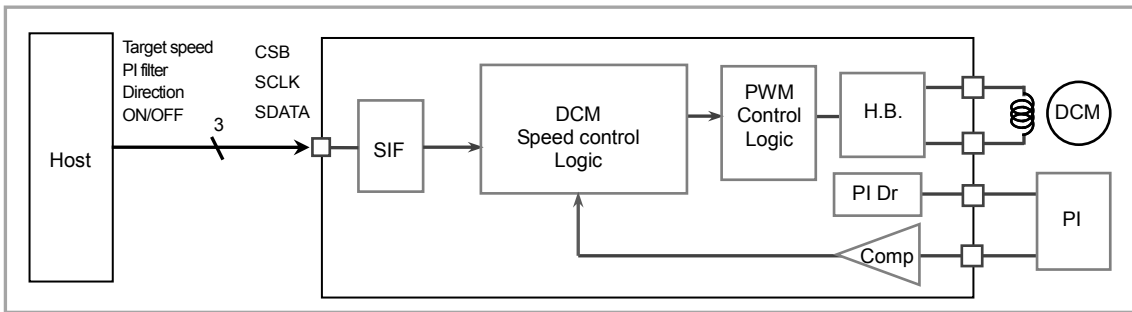 Host
Target speed
PI filter
Direction
ON/OFF
3
CSB
SCLK
SDATA
SIF
DCM
Speed control
Logic
PWM
Control
Logic
H.B.
DCM
PI Dr
PI
Comp